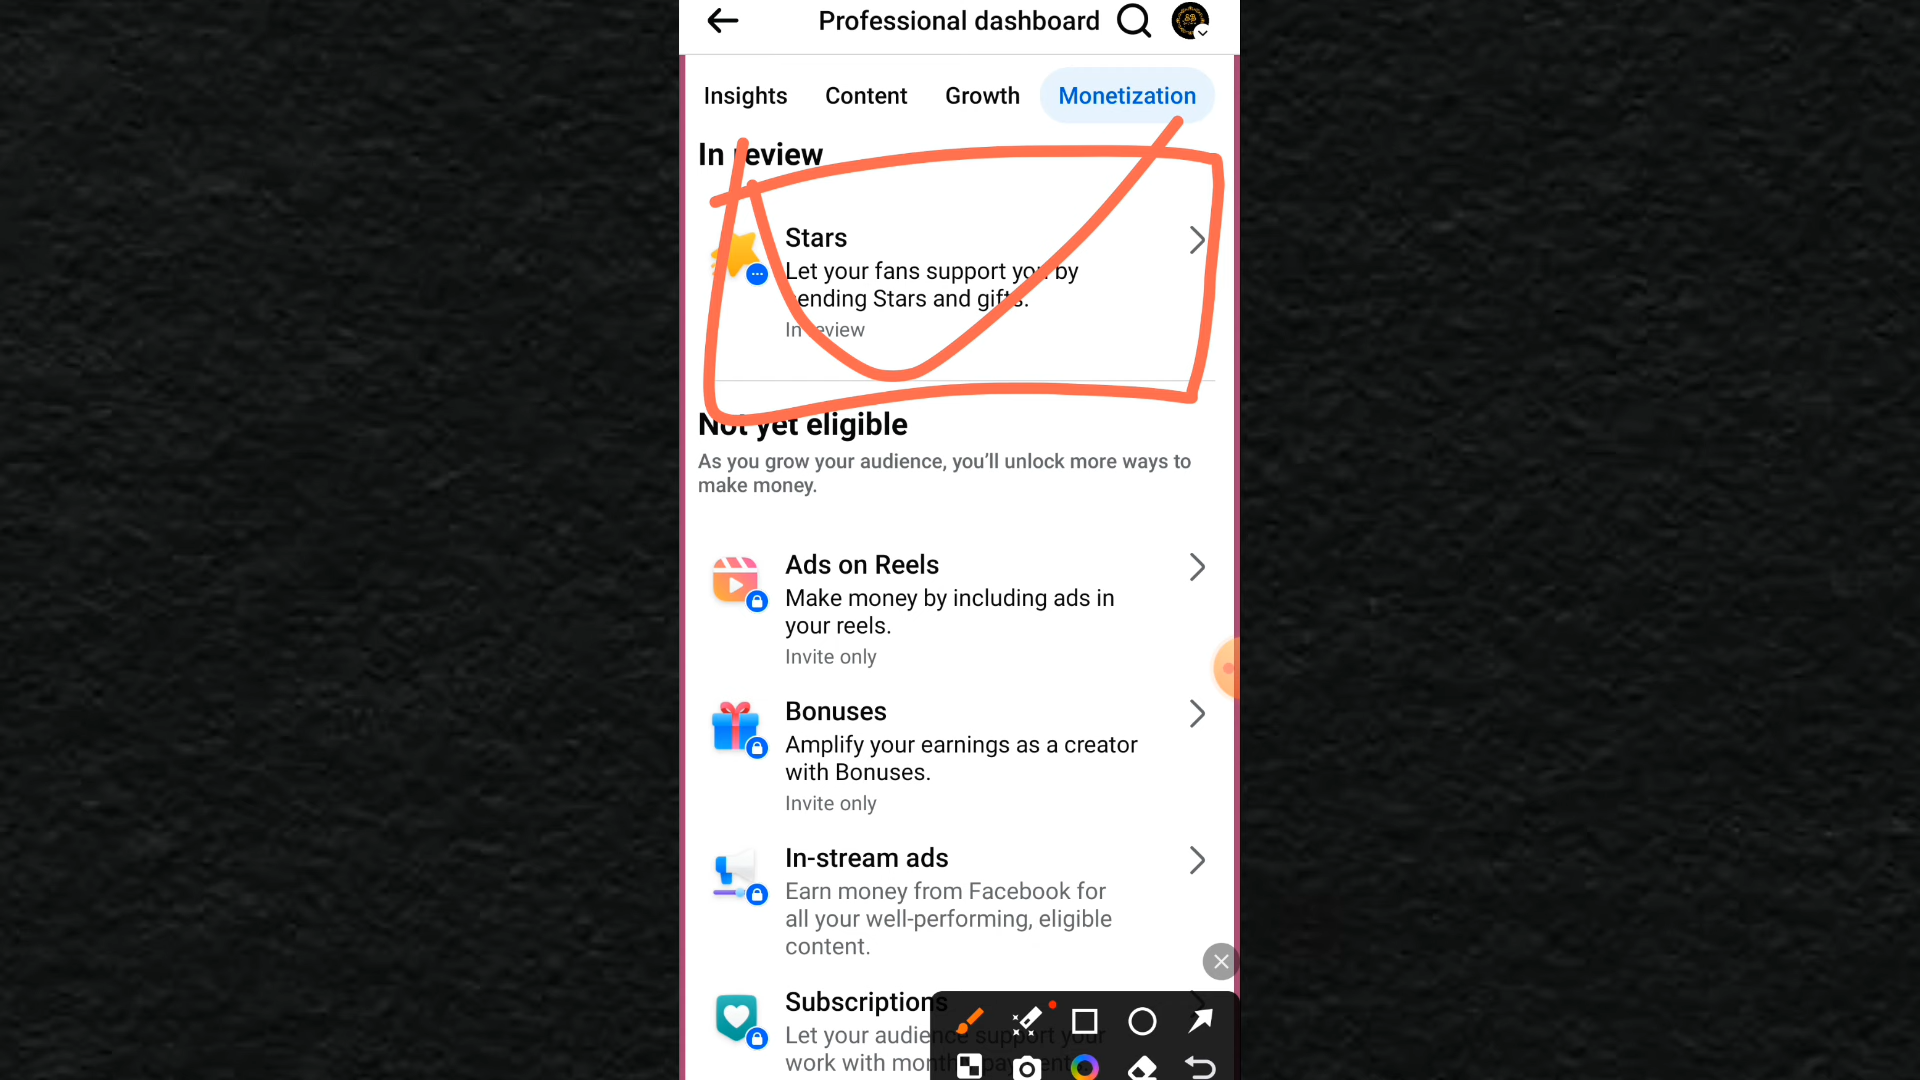 Professional dashboard
Insights Content Growth Monetization
In review
Stars
Let your fans support you by
sending Stars and gifts.
In review
Not yet eligible
As you grow your audience, you'll unlock more ways to
make money.
Ads on Reels
Make money by including ads in
your reels.
Invite only
Bonuses
Amplify your earnings as a creator
with Bonuses.
Invite only
In-stream ads
Earn money from Facebook for
all your well-performing, eligible
content.
Subscriptions
Let your audience support your
work with monthly payments.